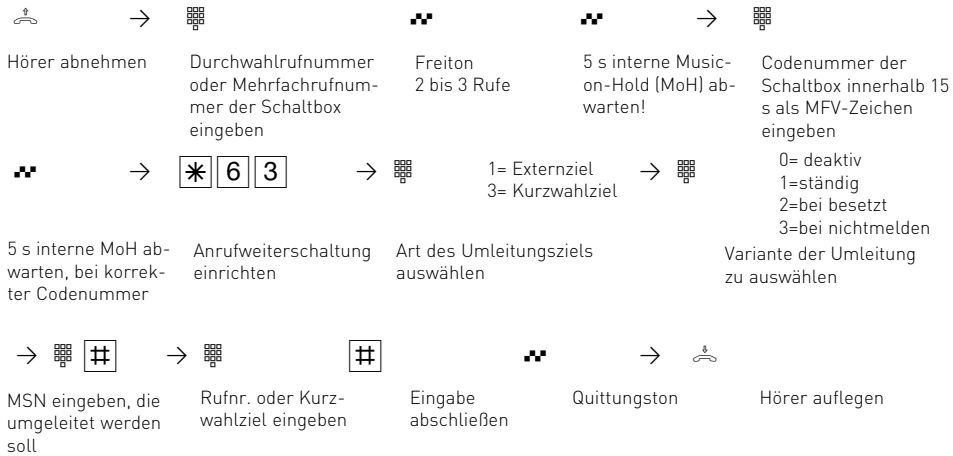 Hörer abnehmen
Durchwahlrufnummer
oder Mehrfachrufnum-
mer der Schaltbox
eingeben
Freiton
2 bis 3 Rufe
5 s interne Music-
on-Hold (MoH) ab-
warten!
Codenummer der
Schaltbox innerhalb 15
s als MFV-Zeichen
eingeben
* 6 3
1= Externziel
3= Kurzwahlziel
0= deaktiv
1=ständig
2=bei besetzt
3=bei nichtmelden
5 s interne MoH ab-
warten, bei korrek-
ter Codenummer
Anrufweiterschaltung
einrichten
Art des Umleitungsziels
auswählen
Variante der Umleitung
zu auswählen
#
#
MSN eingeben, die
umgeleitet werden
soll
Rufnr. oder Kurz-
wahlziel eingeben
Eingabe
abschließen
Quittungston
Hörer auflegen